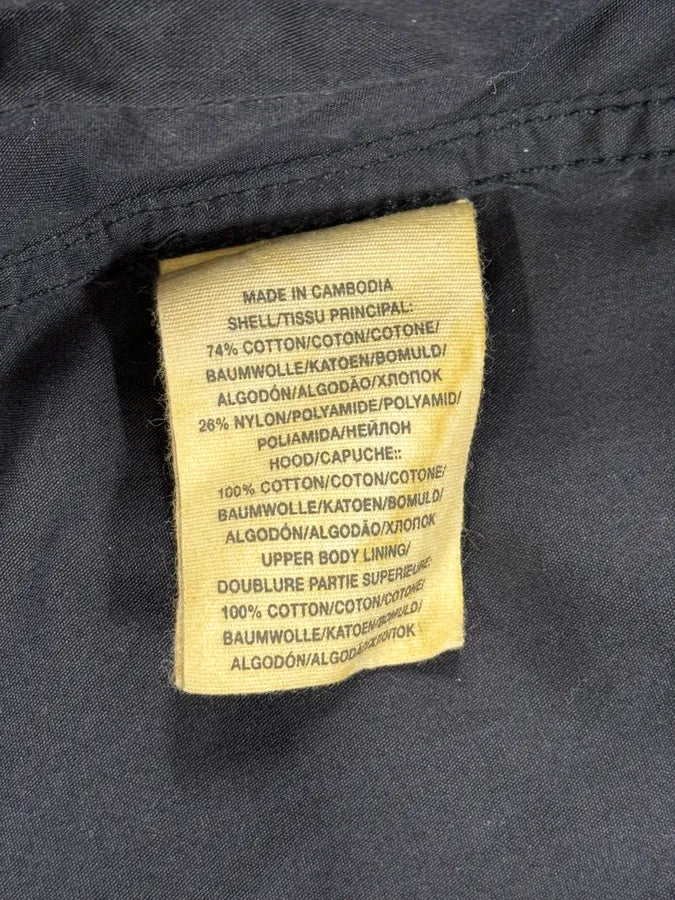 MADE IN CAMBODIA
SHELL/TISSU PRINCIPAL:
74% COTTON/COTON/COTONE/
BAUMWOLLE/KATOEN/BOMULD/
ALGODÓN/ALGODÃO/ХЛОПОК
26% NYLON/POLYAMIDE/POLYAMID/
POLIAMIDA/НЕЙЛОН
HOOD/CAPUCHE::
100% COTTON/COTON/COTONE/
BAUMWOLLE/KATOEN/BOMULD/
ALGODÓN/ALGODÃO/ХЛОПОК
UPPER BODY LINING/
DOUBLURE PARTIE SUPERIEURE:
100% COTTON/COTON/COTONE/
BAUMWOLLE/KATOEN/BOMULD/
ALGODÓN/ALGODÃO/ХЛОПОК